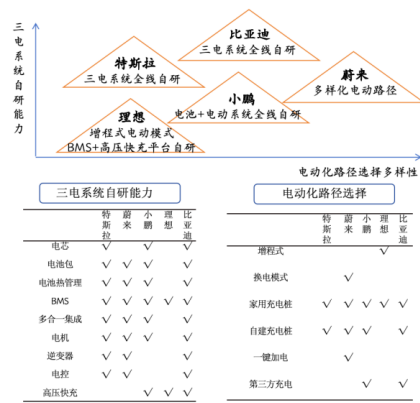 三电系统自研能力
比亚迪
三电系统全线自研
特斯拉
三电系统全线自研
蔚来
多样化电动路径
小鹏
电池+电动系统全线自研
理想
增程式电动模式
BMS+高压快充平台自研
电动化路径选择多样性
三电系统自研能力
特斯拉 蔚来 小鹏 理想 比亚迪
电芯 √ √ √
电池包 √ √ √ √
电池热管理 √ √ √ √
BMS √ √ √ √ √
多合一集成 √ √ √ √
电机 √ √ √ √
逆变器 √ √ √
电控 √ √ √
高压快充 √ √ √
电动化路径选择
特斯拉 蔚来 小鹏 理想 比亚迪
增程式 √
换电模式 √
家用充电桩 √ √ √ √ √
自建充电桩 √ √ √ √
一键加电 √
第三方充电 √ √